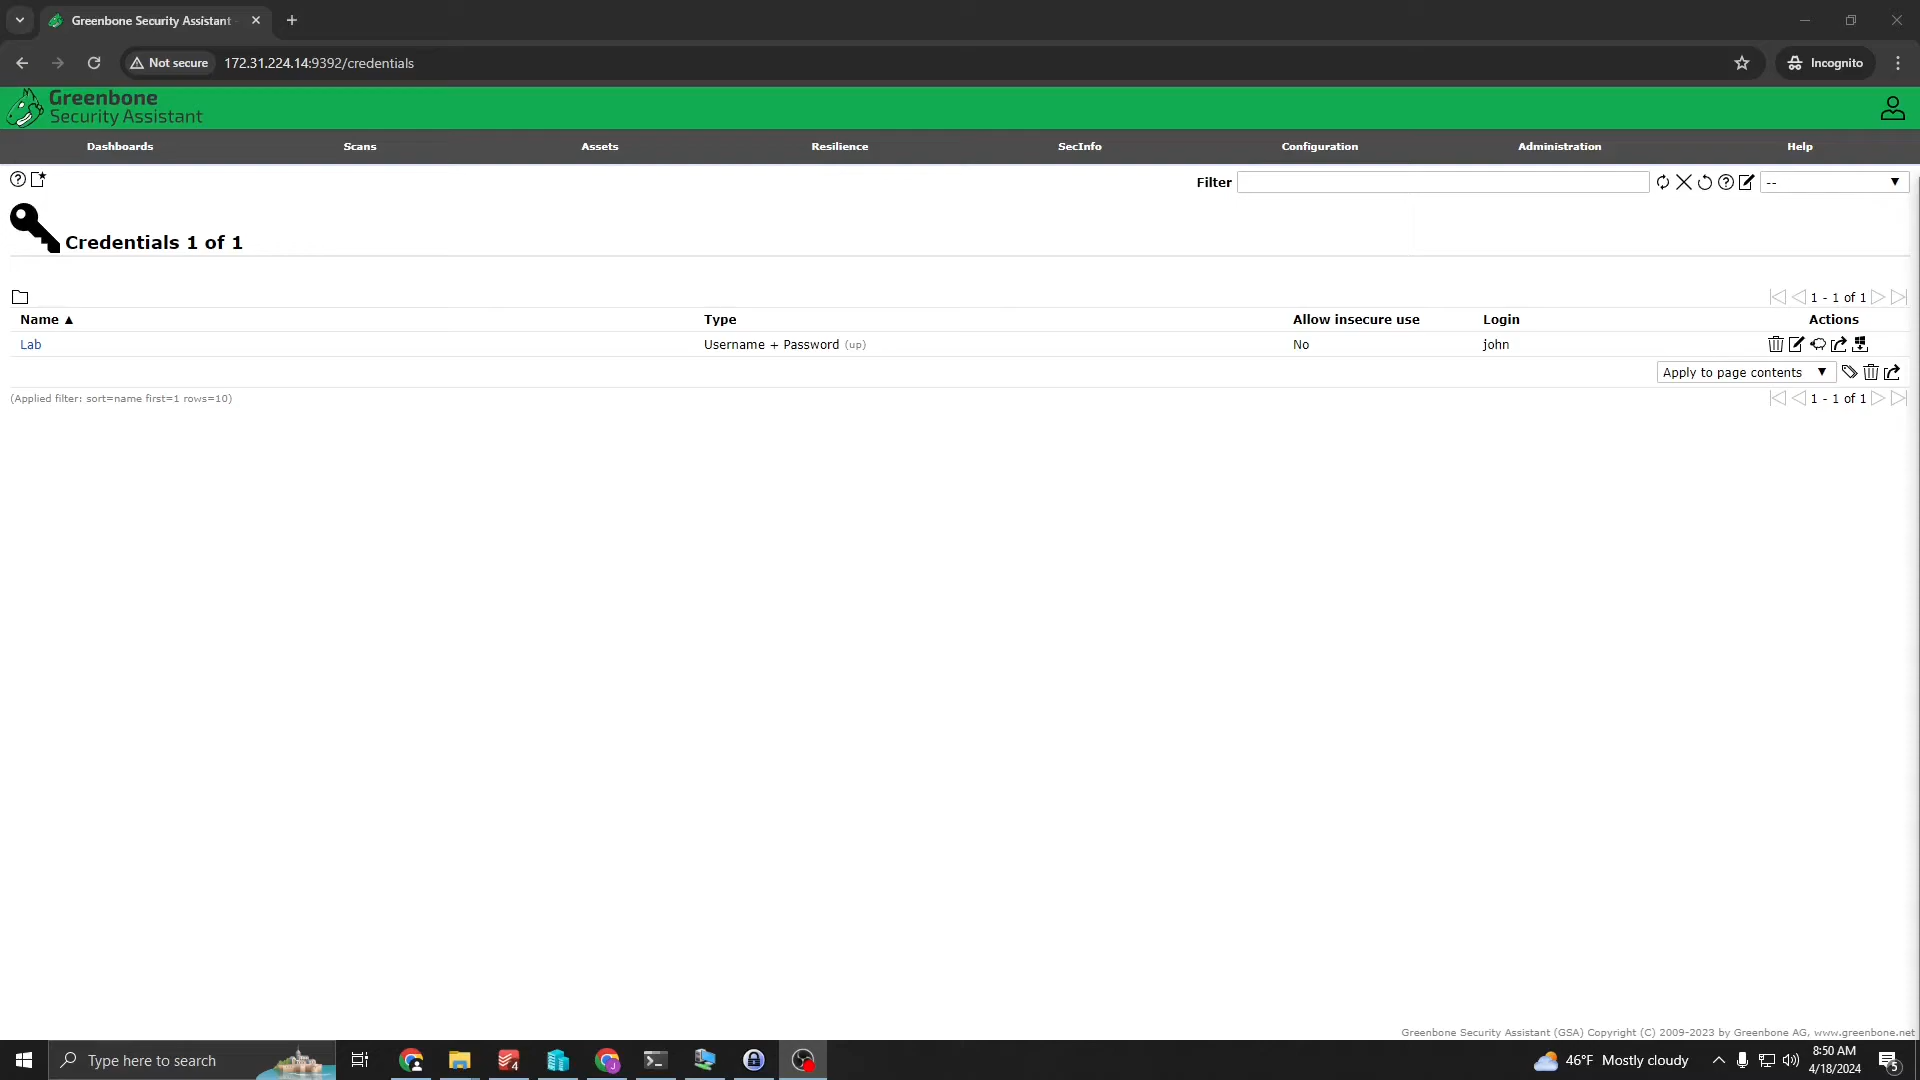 Greenbone Security Assistant
Not secure
172.31.224.14:9392/credentials
Incognito
Greenbone
Security Assistant
Dashboards
Scans
Assets
Resilience
SecInfo
Configuration
Administration
Help
Filter
--
Credentials 1 of 1
1 - 1 of 1
Name ▲
Type
Allow insecure use
Login
Actions
Lab
Username + Password (up)
No
john
Apply to page contents ▼
(Applied filter: sort=name first=1 rows=10)
1 - 1 of 1
Greenbone Security Assistant (GSA) Copyright (C) 2009-2023 by Greenbone AG, www.greenbone.net
Type here to search
4
J
46°F Mostly cloudy
8:50 AM
4/18/2024
5